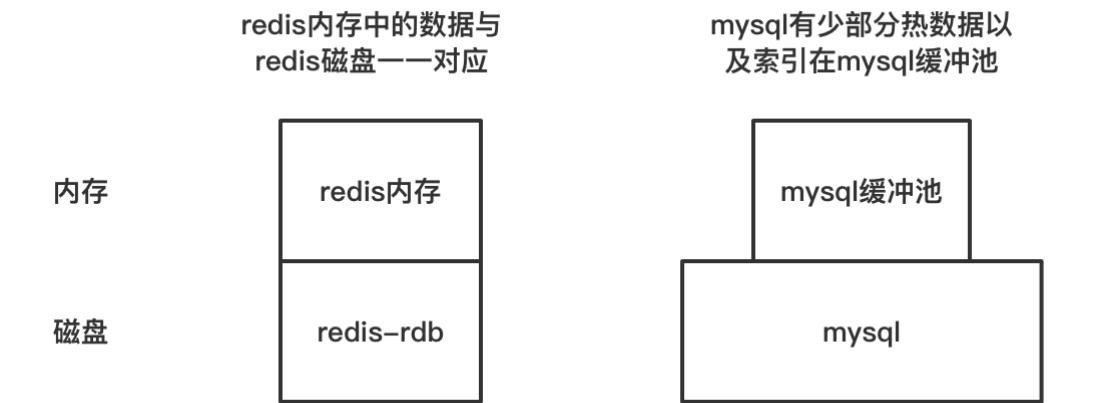 redis内存中的数据与
redis磁盘一一对应
mysql有少部分热数据以
及索引在mysql缓冲池
内存
redis内存
mysql缓冲池
磁盘
redis-rdb
mysql